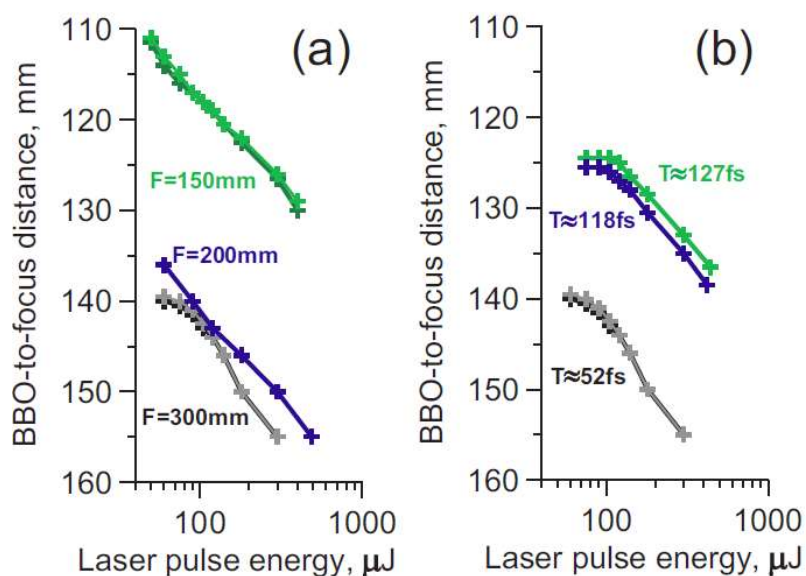 (a)
BBO-to-focus distance, mm
110
120
130
140
150
160
F=150mm
F=200mm
F=300mm
100
1000
Laser pulse energy, μJ
(b)
BBO-to-focus distance, mm
110
120
130
140
150
160
T≈127fs
T≈118fs
T≈52fs
100
1000
Laser pulse energy, μJ